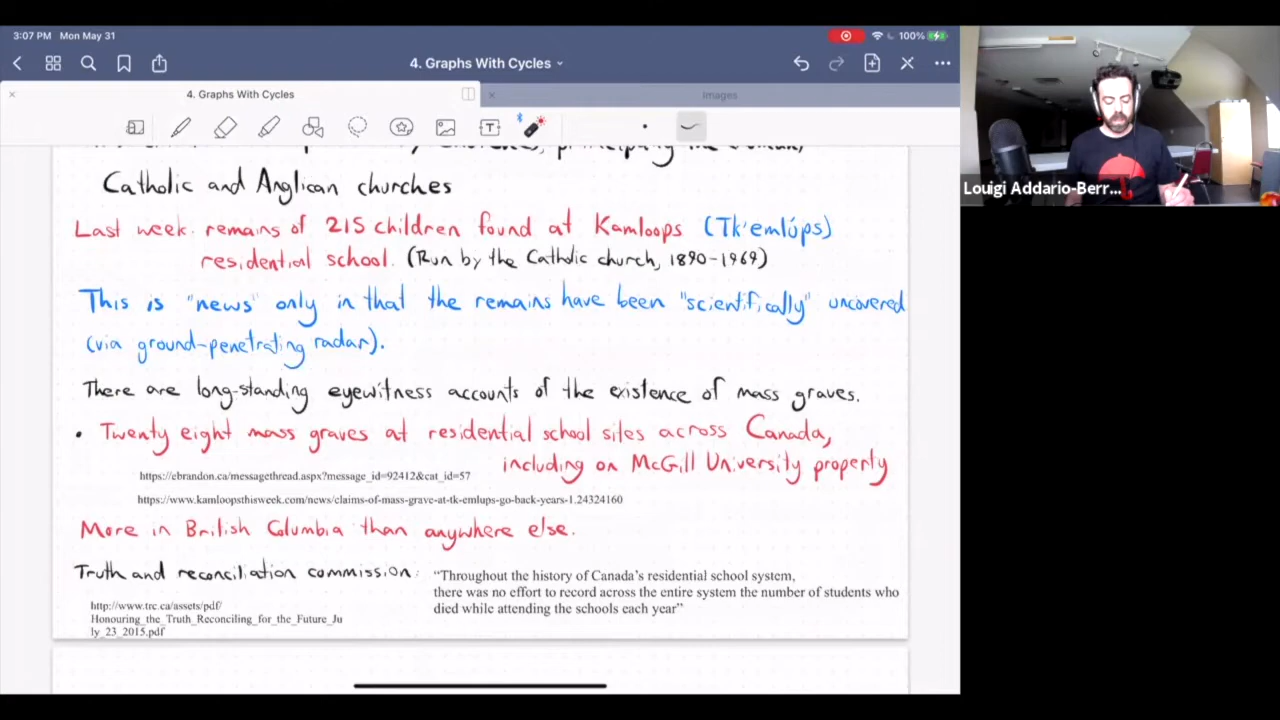 3:07 PM Mon May 31
100%
4. Graphs With Cycles
4. Graphs With Cycles
Images
churches, principally the Roman,
Catholic and Anglican churches
Last week: remains of 215 children found at Kamloops (Tk'emlúps)
residential school. (Run by the Catholic church, 1890-1969)
This is "news" only in that the remains have been "scientifically" uncovered
(via ground-penetrating radar).
There are long-standing eyewitness accounts of the existence of mass graves.
• Twenty eight mass graves at residential school sites across Canada,
including on McGill University property
https://ebrandon.ca/messagethread.aspx?message_id=92412&cat_id=57
https://www.kamloopsthisweek.com/news/claims-of-mass-grave-at-tk-emlups-go-back-years-1.24324160
More in British Columbia than anywhere else.
Truth and reconciliation commission:
"Throughout the history of Canada's residential school system,
there was no effort to record across the entire system the number of students who
died while attending the schools each year"
http://www.trc.ca/assets/pdf/
Honouring_the_Truth_Reconciling_for_the_Future_Ju
ly_23_2015.pdf
Louigi Addario-Berr...